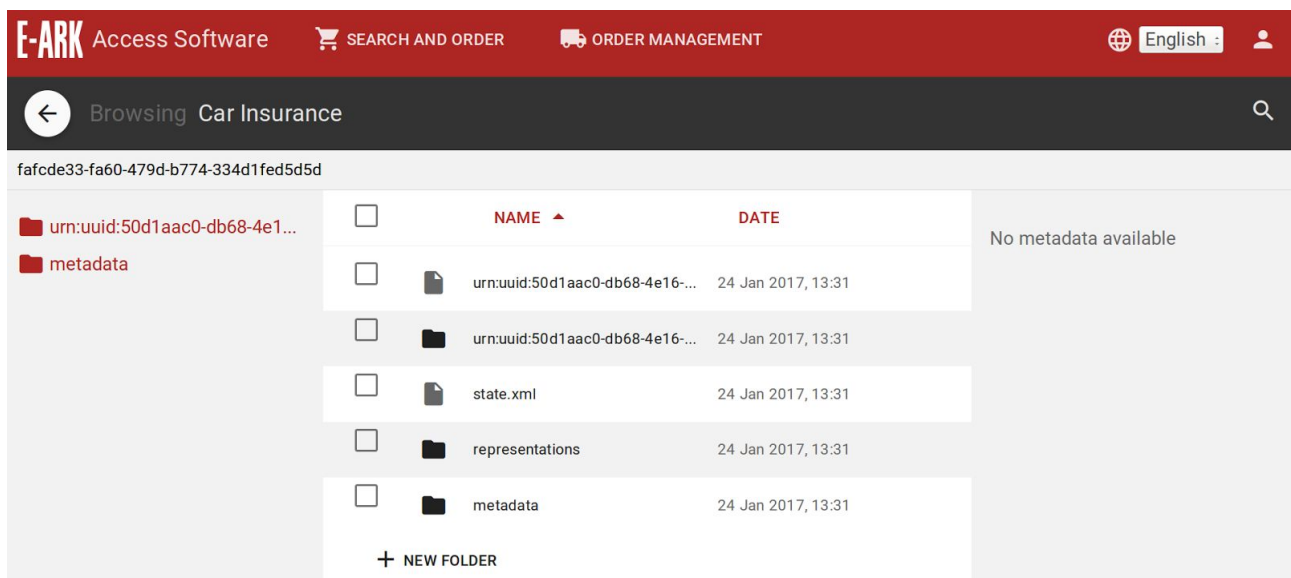 E-ARK Access Software SEARCH AND ORDER ORDER MANAGEMENT English
Browsing Car Insurance
fafcde33-fa60-479d-b774-334d1fed5d5d
urn:uuid:50d1aac0-db68-4e1...
metadata
NAME DATE
urn:uuid:50d1aac0-db68-4e16-... 24 Jan 2017, 13:31
urn:uuid:50d1aac0-db68-4e16-... 24 Jan 2017, 13:31
state.xml 24 Jan 2017, 13:31
representations 24 Jan 2017, 13:31
metadata 24 Jan 2017, 13:31
NEW FOLDER
No metadata available